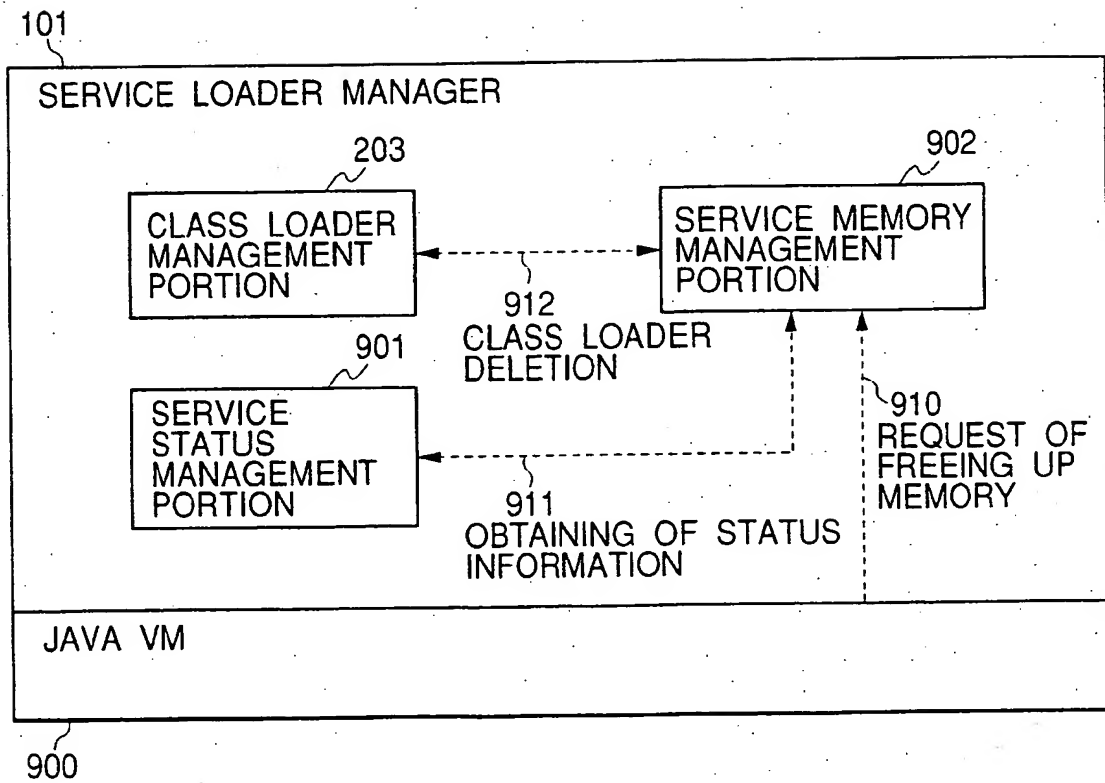 101
SERVICE LOADER MANAGER
203
CLASS LOADER
MANAGEMENT
PORTION
902
SERVICE MEMORY
MANAGEMENT
PORTION
912
CLASS LOADER
DELETION
901
SERVICE
STATUS
MANAGEMENT
PORTION
911
OBTAINING OF STATUS
INFORMATION
910
REQUEST OF
FREEING UP
MEMORY
JAVA VM
900